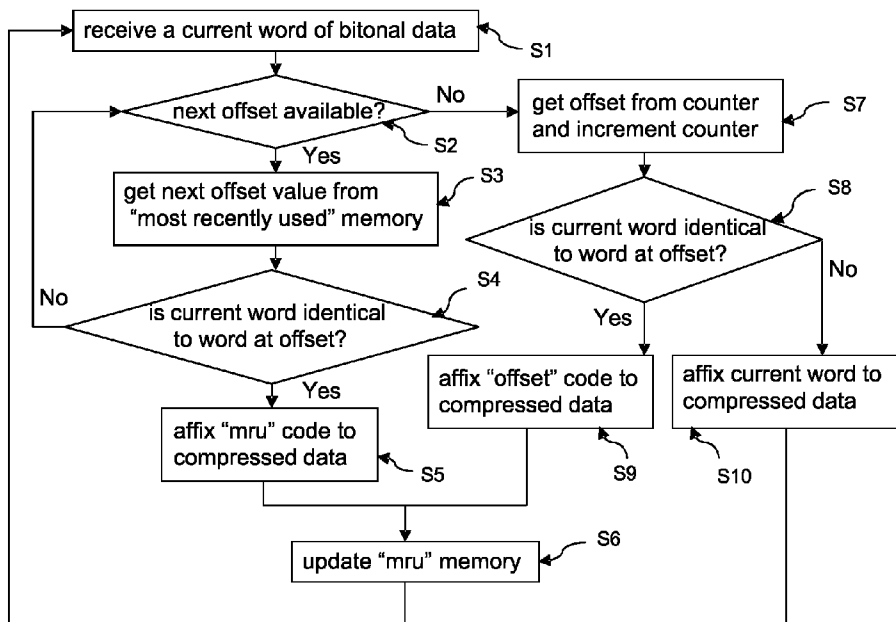 receive a current word of bitonal data
S1
next offset available?
No
S2
Yes
get offset from counter
and increment counter
S7
get next offset value from
“most recently used” memory
S3
is current word identical
to word at offset?
S8
No
Yes
is current word identical
to word at offset?
S4
No
Yes
affix “mru” code to
compressed data
S5
affix “offset” code to
compressed data
S9
affix current word to
compressed data
S10
update “mru” memory
S6